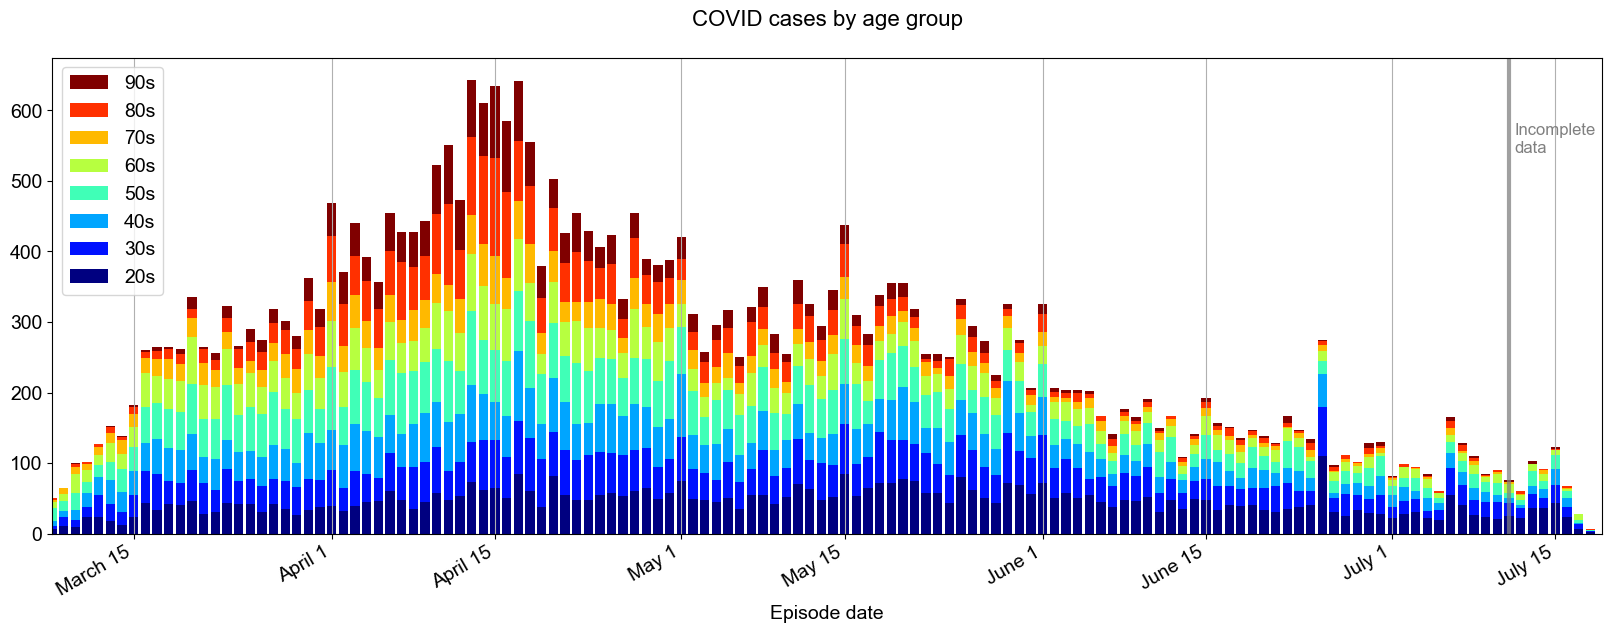 COVID cases by age group
90s
80s
70s
60s
50s
40s
30s
20s
600
500
400
300
200
100
0
Incomplete
data
March 15
April 1
April 15
May 1
May 15
June 1
June 15
July 1
July 15
Episode date